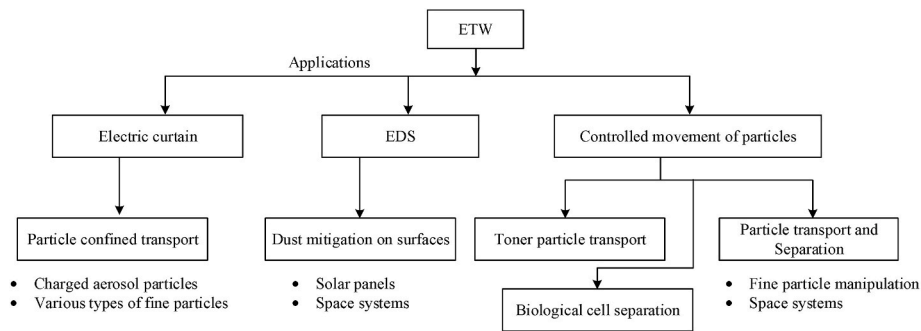 ETW
Applications
Electric curtain
EDS
Controlled movement of particles
Particle confined transport
Dust mitigation on surfaces
Toner particle transport
Particle transport and
Separation
• Charged aerosol particles
• Various types of fine particles
• Solar panels
• Space systems
Biological cell separation
• Fine particle manipulation
• Space systems